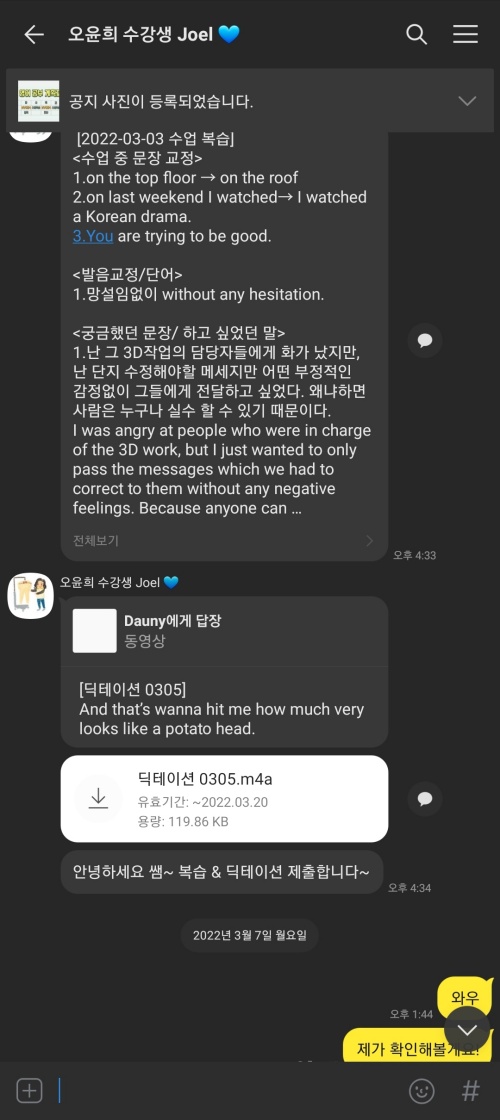 오윤희 수강생 Joel 💙
공지 사진이 등록되었습니다.
[2022-03-03 수업 복습]
<수업 중 문장 교정>
1.on the top floor → on the roof
2.on last weekend I watched→ I watched
a Korean drama.
3.You are trying to be good.
<발음교정/단어>
1.망설임없이 without any hesitation.
<궁금했던 문장/ 하고 싶었던 말>
1.난 그 3D작업의 담당자들에게 화가 났지만,
난 단지 수정해야할 메세지만 어떤 부정적인
감정없이 그들에게 전달하고 싶었다. 왜냐하면
사람은 누구나 실수 할 수 있기 때문이다.
I was angry at people who were in charge
of the 3D work, but I just wanted to only
pass the messages which we had to
correct to them without any negative
feelings. Because anyone can ...
전체보기
오후 4:33
오윤희 수강생 Joel 💙
Dauny에게 답장
동영상
[딕테이션 0305]
And that's wanna hit me how much very
looks like a potato head.
딕테이션 0305.m4a
유효기간: ~2022.03.20
용량: 119.86 KB
안녕하세요 쌤~ 복습 & 딕테이션 제출합니다~
오후 4:34
2022년 3월 7일 월요일
와우
오후 1:44
제가 확인해볼게요!